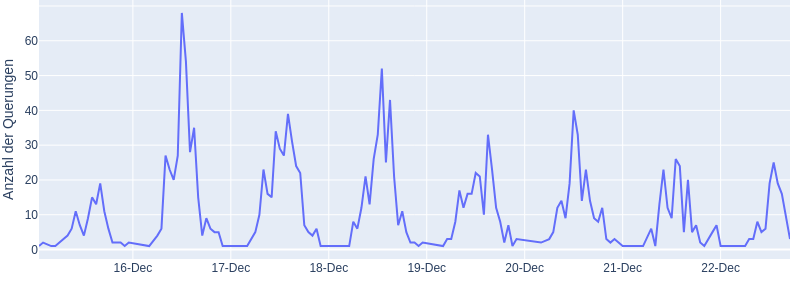 Anzahl der Querungen
60
50
40
30
20
10
0
16-Dec
17-Dec
18-Dec
19-Dec
20-Dec
21-Dec
22-Dec